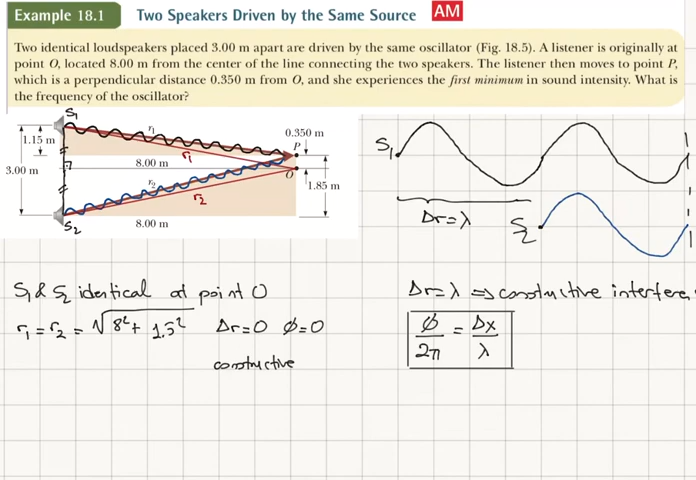 Example 18.1 Two Speakers Driven by the Same Source AM
Two identical loudspeakers placed 3.00 m apart are driven by the same oscillator (Fig. 18.5). A listener is originally at
point O, located 8.00 m from the center of the line connecting the two speakers. The listener then moves to point P,
which is a perpendicular distance 0.350 m from O, and she experiences the first minimum in sound intensity. What is
the frequency of the oscillator?
S₁
1.15 m
3.00 m
r₁
r₁
8.00 m
0.350 m
P
O
1.85 m
r₂
r₂
8.00 m
S₂
S₁
Δr=λ
S₂
S₁ & S₂ identical at point O
r₁ = r₂ = √8² + 1.5² Δr=0 φ=0
constructive
Δr=λ ⇒ constructive interfere
φ/2π = Δx/λ